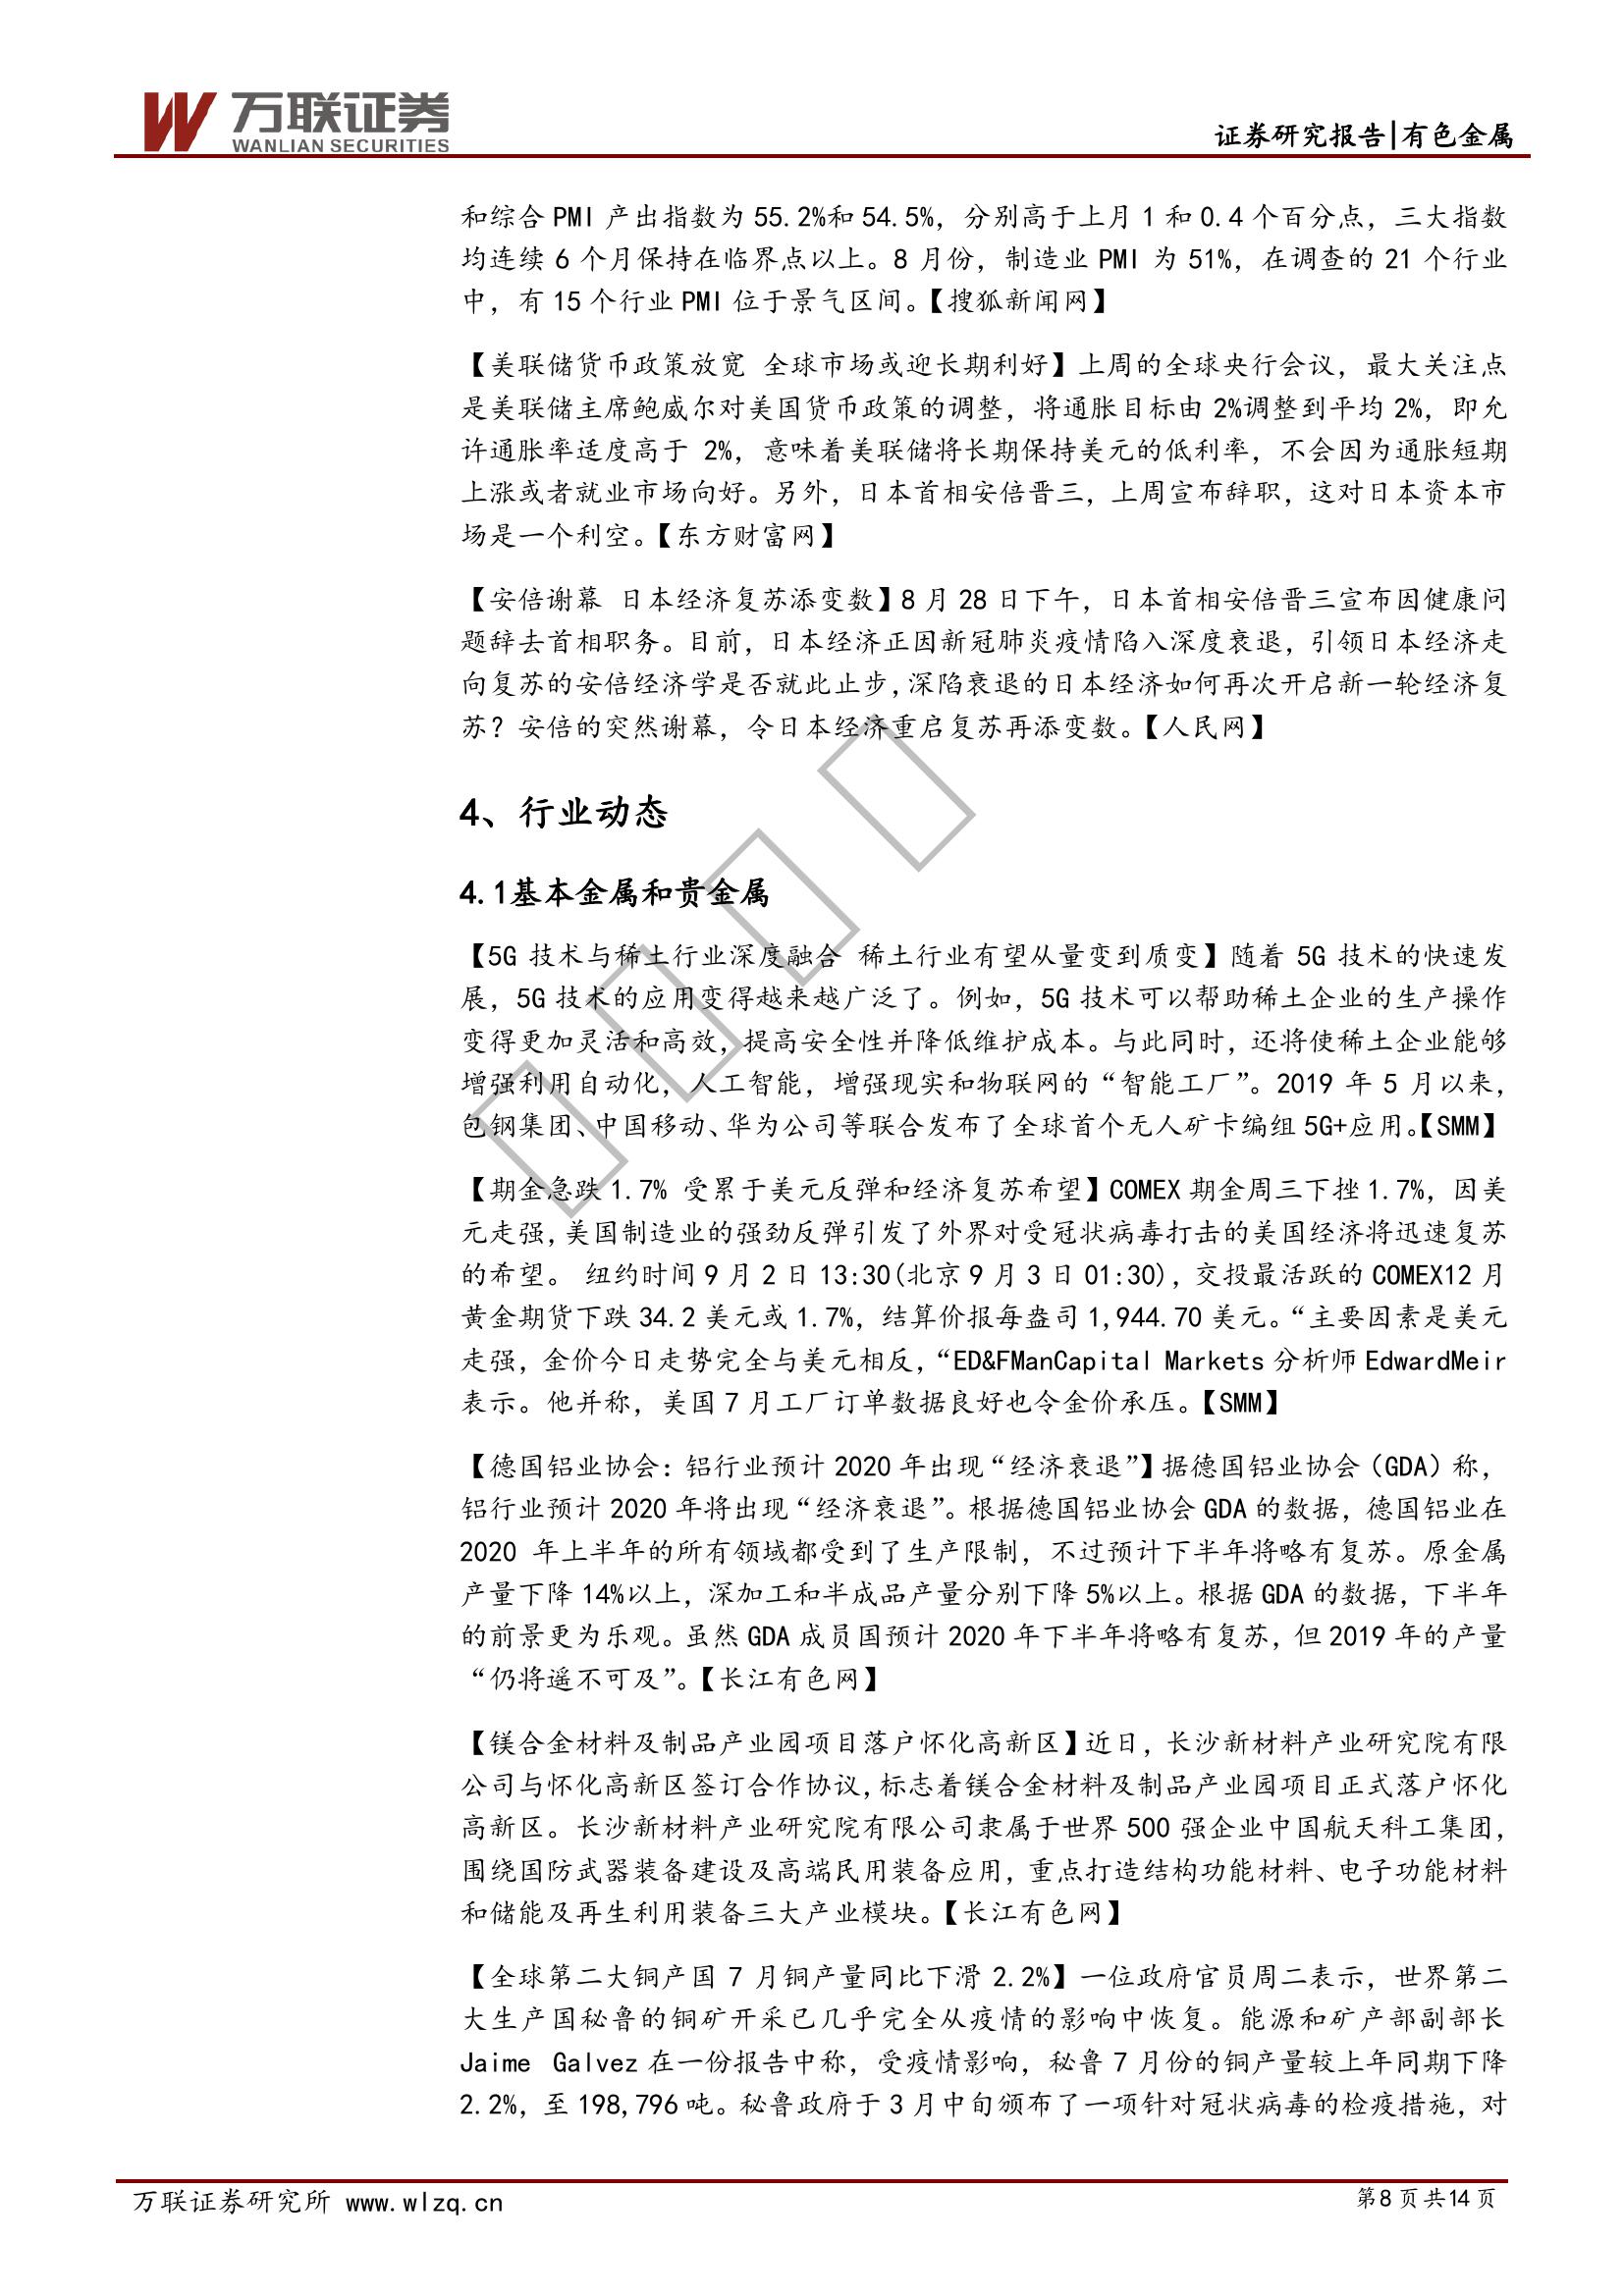 万联证券
WANLIAN SECURITIES
证券研究报告|有色金属
和综合 PMI 产出指数为 55.2%和 54.5%，分别高于上月 1 和 0.4 个百分点，三大指数
均连续 6 个月保持在临界点以上。8 月份，制造业 PMI 为 51%，在调查的 21 个行业
中，有 15 个行业 PMI 位于景气区间。【搜狐新闻网】
【美联储货币政策放宽 全球市场或迎长期利好】上周的全球央行会议，最大关注点
是美联储主席鲍威尔对美国货币政策的调整，将通胀目标由 2%调整到平均 2%，即允
许通胀率适度高于 2%，意味着美联储将长期保持美元的低利率，不会因为通胀短期
上涨或者就业市场向好。另外，日本首相安倍晋三，上周宣布辞职，这对日本资本市
场是一个利空。【东方财富网】
【安倍谢幕 日本经济复苏添变数】8 月 28 日下午，日本首相安倍晋三宣布因健康问
题辞去首相职务。目前，日本经济正因新冠肺炎疫情陷入深度衰退，引领日本经济走
向复苏的安倍经济学是否就此止步,深陷衰退的日本经济如何再次开启新一轮经济复
苏？安倍的突然谢幕，令日本经济重启复苏再添变数。【人民网】
4、行业动态
4.1基本金属和贵金属
【5G 技术与稀土行业深度融合 稀土行业有望从量变到质变】随着 5G 技术的快速发
展，5G 技术的应用变得越来越广泛了。例如，5G 技术可以帮助稀土企业的生产操作
变得更加灵活和高效，提高安全性并降低维护成本。与此同时，还将使稀土企业能够
增强利用自动化，人工智能，增强现实和物联网的“智能工厂”。2019 年 5 月以来，
包钢集团、中国移动、华为公司等联合发布了全球首个无人矿卡编组 5G+应用。【SMM】
【期金急跌 1.7% 受累于美元反弹和经济复苏希望】COMEX 期金周三下挫 1.7%，因美
元走强,美国制造业的强劲反弹引发了外界对受冠状病毒打击的美国经济将迅速复苏
的希望。 纽约时间 9 月 2 日 13:30(北京 9 月 3 日 01:30)，交投最活跃的 COMEX12 月
黄金期货下跌 34.2 美元或 1.7%，结算价报每盎司 1,944.70 美元。“主要因素是美元
走强，金价今日走势完全与美元相反，“ED&FManCapital Markets 分析师 EdwardMeir
表示。他并称，美国 7 月工厂订单数据良好也令金价承压。【SMM】
【德国铝业协会：铝行业预计 2020 年出现“经济衰退”】据德国铝业协会（GDA）称，
铝行业预计 2020 年将出现“经济衰退”。根据德国铝业协会 GDA 的数据，德国铝业在
2020 年上半年的所有领域都受到了生产限制，不过预计下半年将略有复苏。原金属
产量下降 14%以上，深加工和半成品产量分别下降 5%以上。根据 GDA 的数据，下半年
的前景更为乐观。虽然 GDA 成员国预计 2020 年下半年将略有复苏，但 2019 年的产量
“仍将遥不可及”。【长江有色网】
【镁合金材料及制品产业园项目落户怀化高新区】近日，长沙新材料产业研究院有限
公司与怀化高新区签订合作协议,标志着镁合金材料及制品产业园项目正式落户怀化
高新区。长沙新材料产业研究院有限公司隶属于世界 500 强企业中国航天科工集团，
围绕国防武器装备建设及高端民用装备应用，重点打造结构功能材料、电子功能材料
和储能及再生利用装备三大产业模块。【长江有色网】
【全球第二大铜产国 7 月铜产量同比下滑 2.2%】一位政府官员周二表示，世界第二
大生产国秘鲁的铜矿开采已几乎完全从疫情的影响中恢复。能源和矿产部副部长
Jaime Galvez 在一份报告中称，受疫情影响，秘鲁 7 月份的铜产量较上年同期下降
2.2%，至 198,796 吨。秘鲁政府于 3 月中旬颁布了一项针对冠状病毒的检疫措施，对
万联证券研究所 www.wlzq.cn
第 8 页 共 14 页